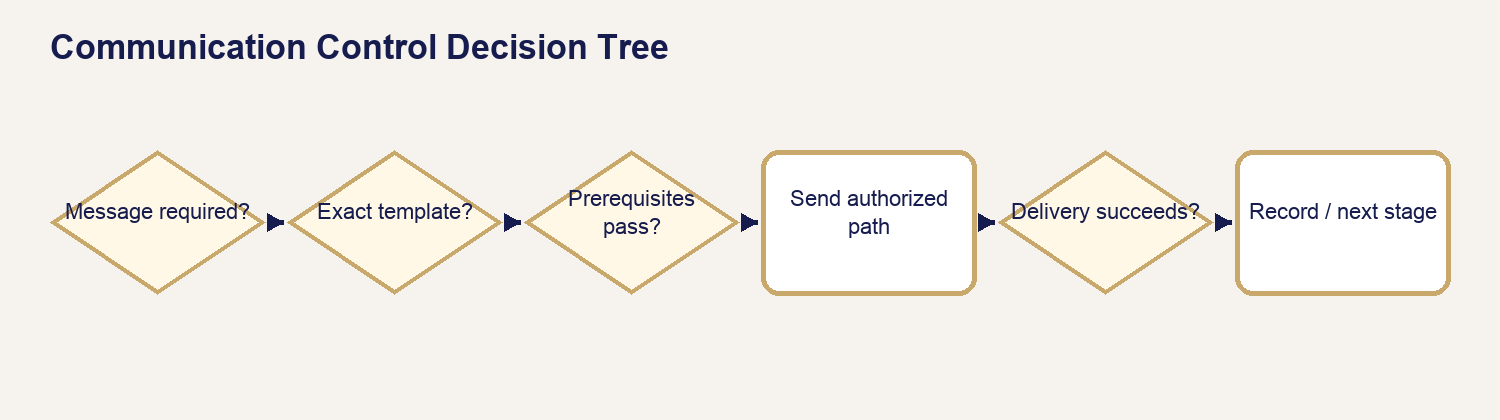 Communication Control Decision Tree
Message required?
Exact template?
Prerequisites
pass?
Send authorized
path
Delivery succeeds?
Record / next stage